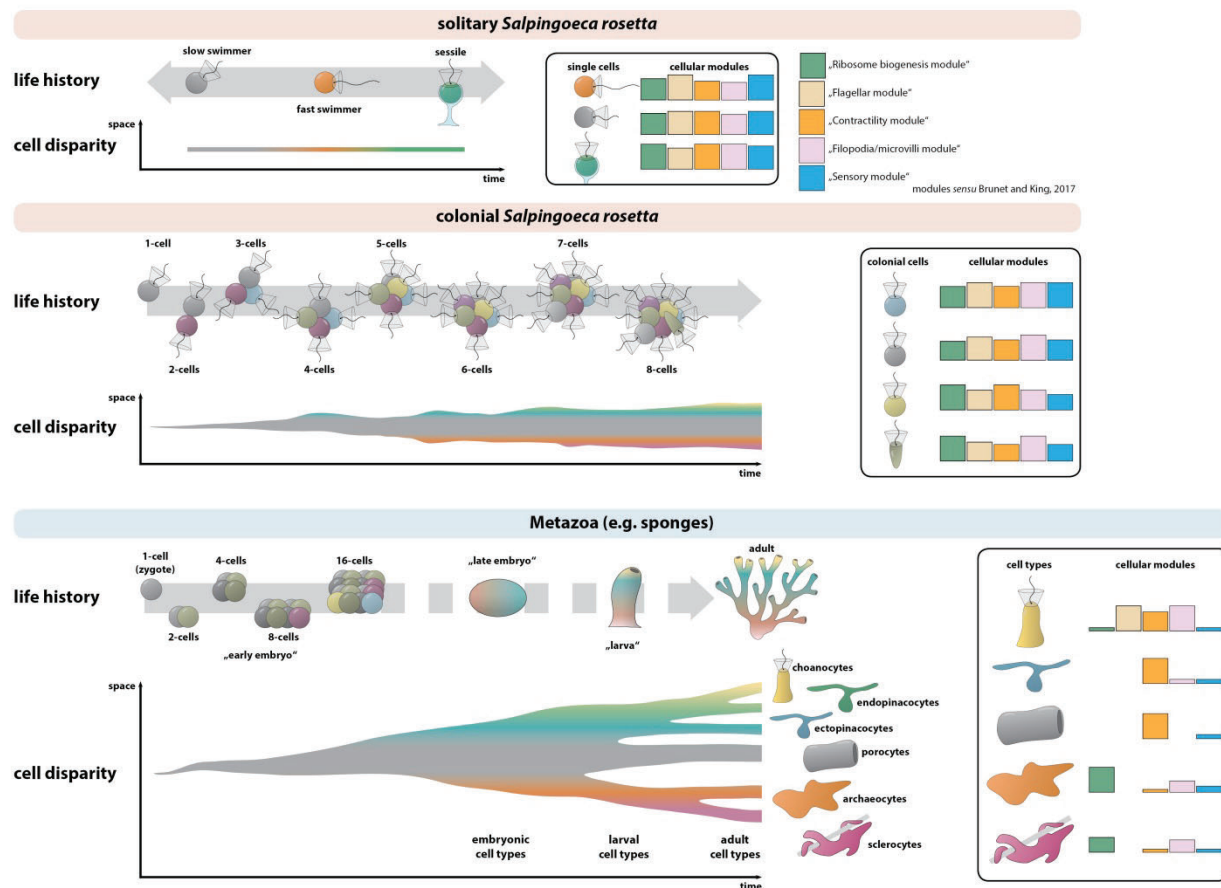 solitary Salpingoeca rosetta
slow swimmer
sessile
life history
fast swimmer
space
cell disparity
time
single cells
cellular modules
„Ribosome biogenesis module“
„Flagellar module“
„Contractility module“
„Filopodia/microvilli module“
„Sensory module“
modules sensu Brunet and King, 2017
colonial Salpingoeca rosetta
1-cell
3-cells
5-cells
7-cells
life history
2-cells
4-cells
6-cells
8-cells
space
cell disparity
time
colonial cells
cellular modules
Metazoa (e.g. sponges)
1-cell
(zygote)
4-cells
16-cells
„late embryo“
adult
life history
2-cells
8-cells
„early embryo“
„larva“
space
cell disparity
choanocytes
endopinacocytes
ectopinacocytes
porocytes
archaeocytes
sclerocytes
embryonic
cell types
larval
cell types
adult
cell types
time
cell types
cellular modules